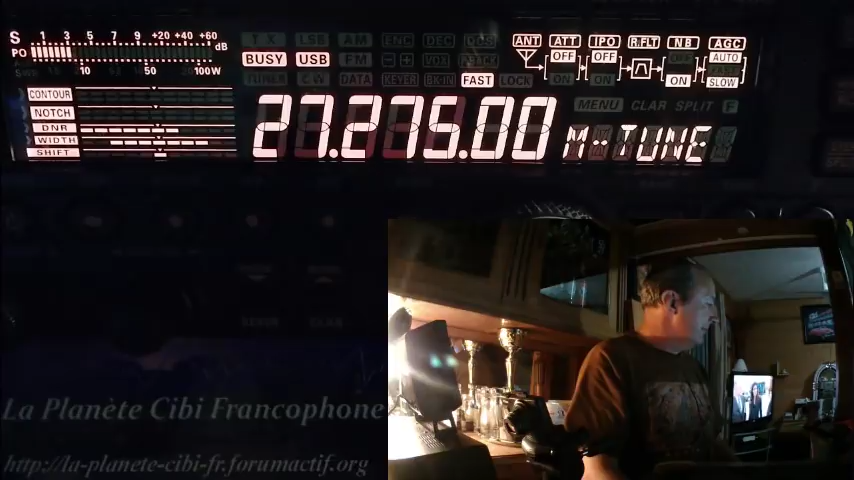 S 1 3 5 7 9 +20 +40 +60 dB
PO
10 50 100W
TX LSB AM ENC DEC DCS
BUSY USB FM - + VOX
TUNER CW DATA KEYER BK-IN FAST LOCK
ANT ATT IPO R.FLT NB AGC
OFF OFF AUTO
ON ON ON SLOW
CONTOUR
NOTCH
DNR
WIDTH
SHIFT
MENU CLAR SPLIT F
27.275.00 M-TUNE
La Planète Cibi Francophone
http://la-planete-cibi-fr.forumactif.org